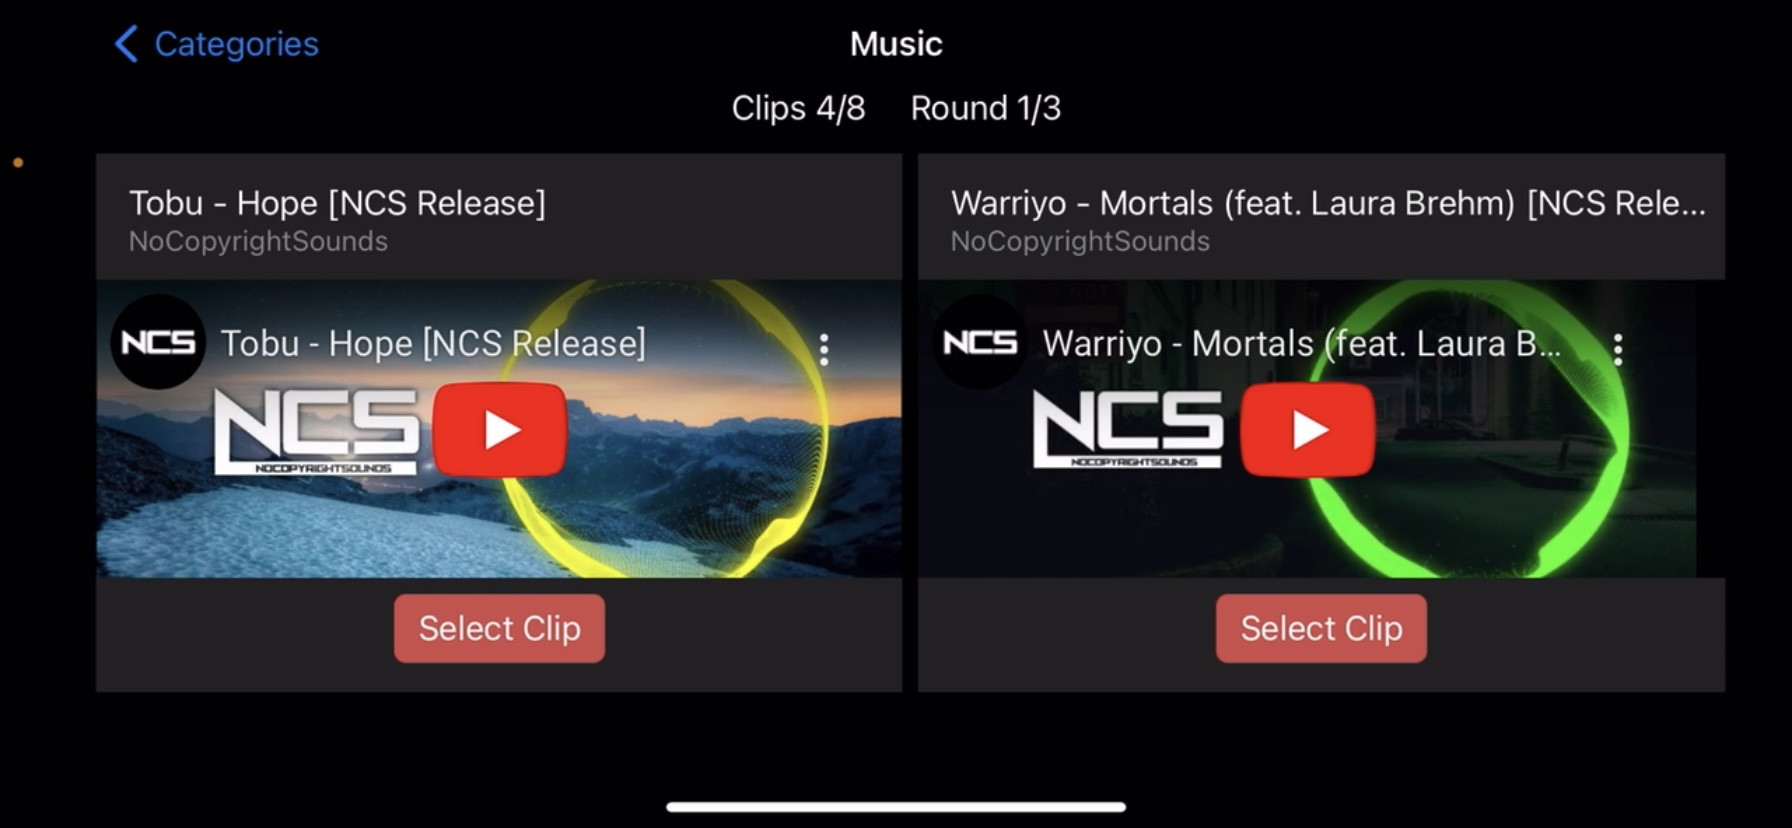 Categories
Music
Clips 4/8 Round 1/3
Tobu - Hope [NCS Release]
NoCopyrightSounds
NCS Tobu - Hope [NCS Release]
NCS
NOCOPYRIGHTSOUNDS
Select Clip
Warriyo - Mortals (feat. Laura Brehm) [NCS Rele...
NoCopyrightSounds
NCS Warriyo - Mortals (feat. Laura B...
NCS
NOCOPYRIGHTSOUNDS
Select Clip